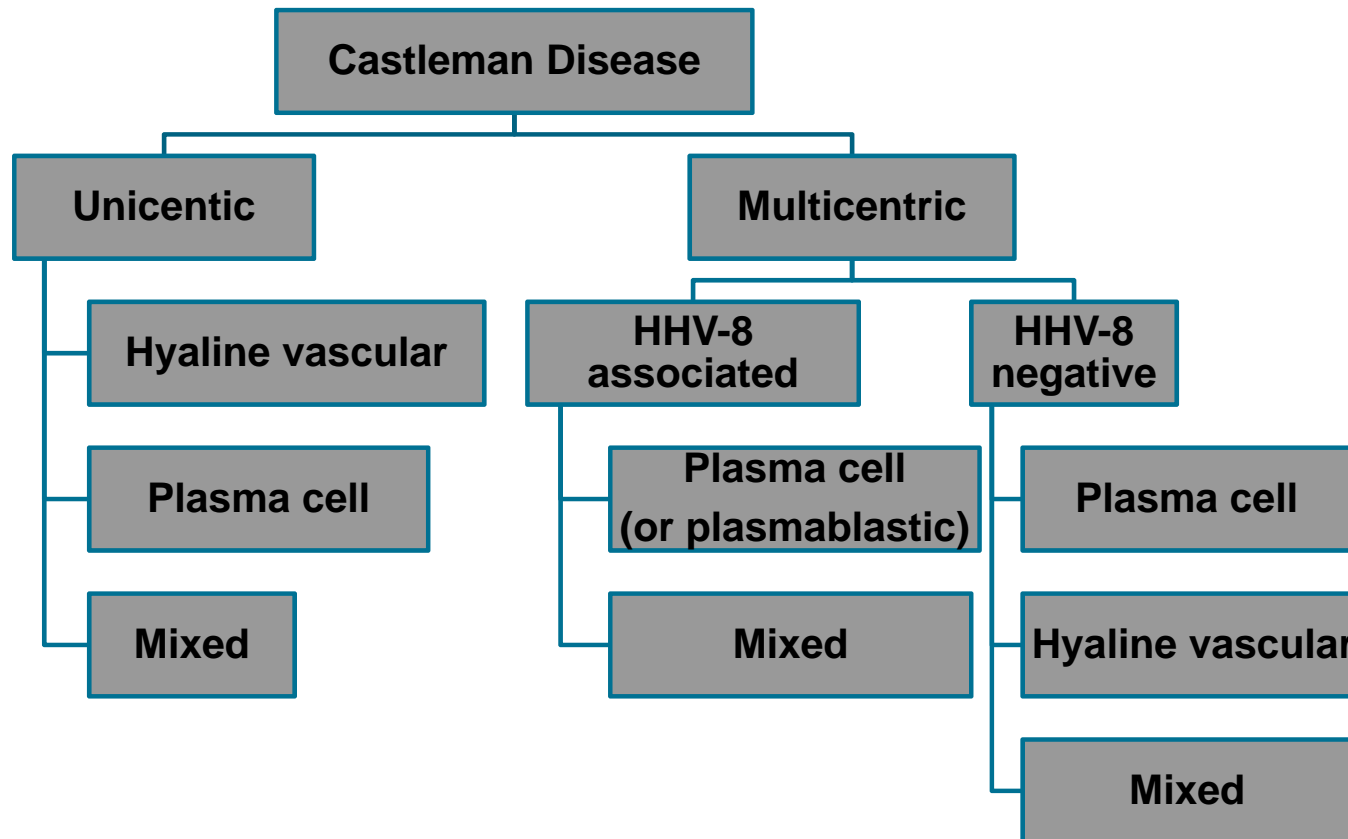 Castleman Disease
Unicentic
Multicentric
Hyaline vascular
Plasma cell
Mixed
HHV-8
associated
Plasma cell
(or plasmablastic)
Mixed
HHV-8
negative
Plasma cell
Hyaline vascular
Mixed